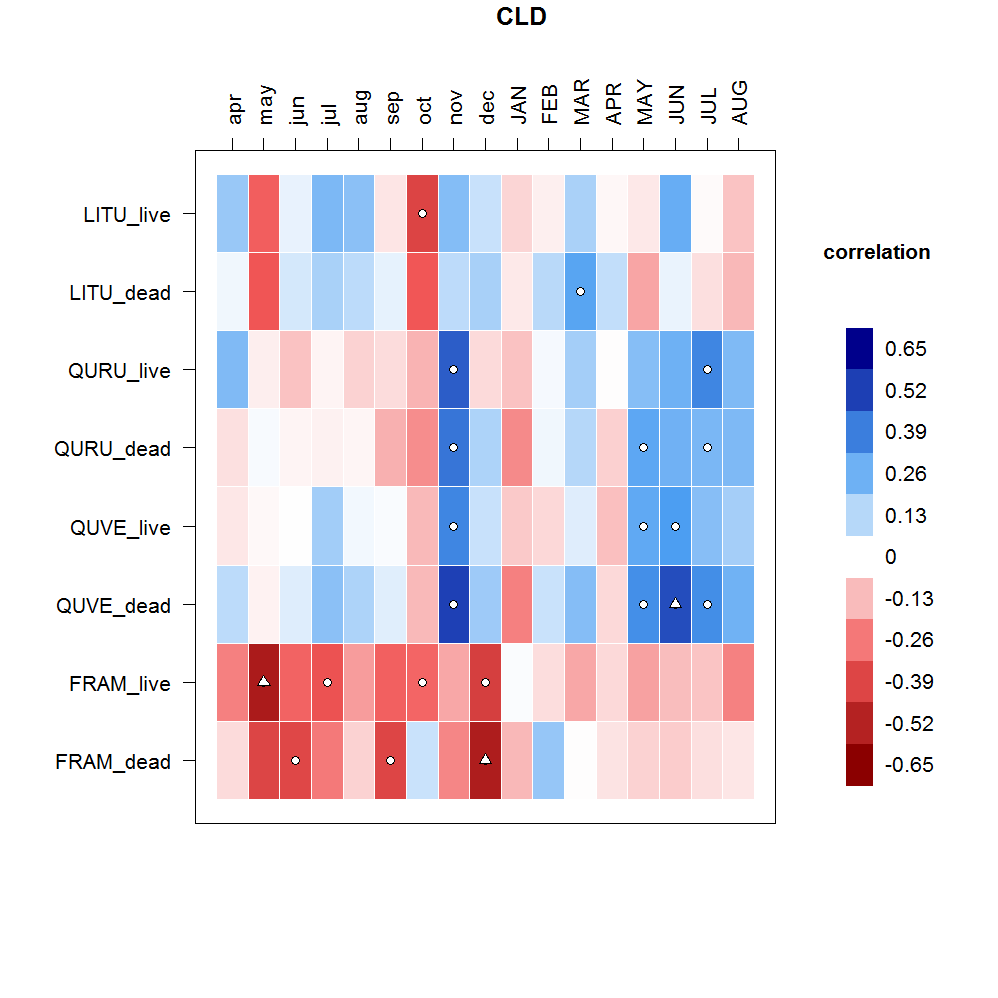 CLD
apr may jun jul aug sep oct nov dec JAN FEB MAR APR MAY JUN JUL AUG
LITU_live
LITU_dead
QURU_live
QURU_dead
QUVE_live
QUVE_dead
FRAM_live
FRAM_dead
correlation
0.65
0.52
0.39
0.26
0.13
0
-0.13
-0.26
-0.39
-0.52
-0.65